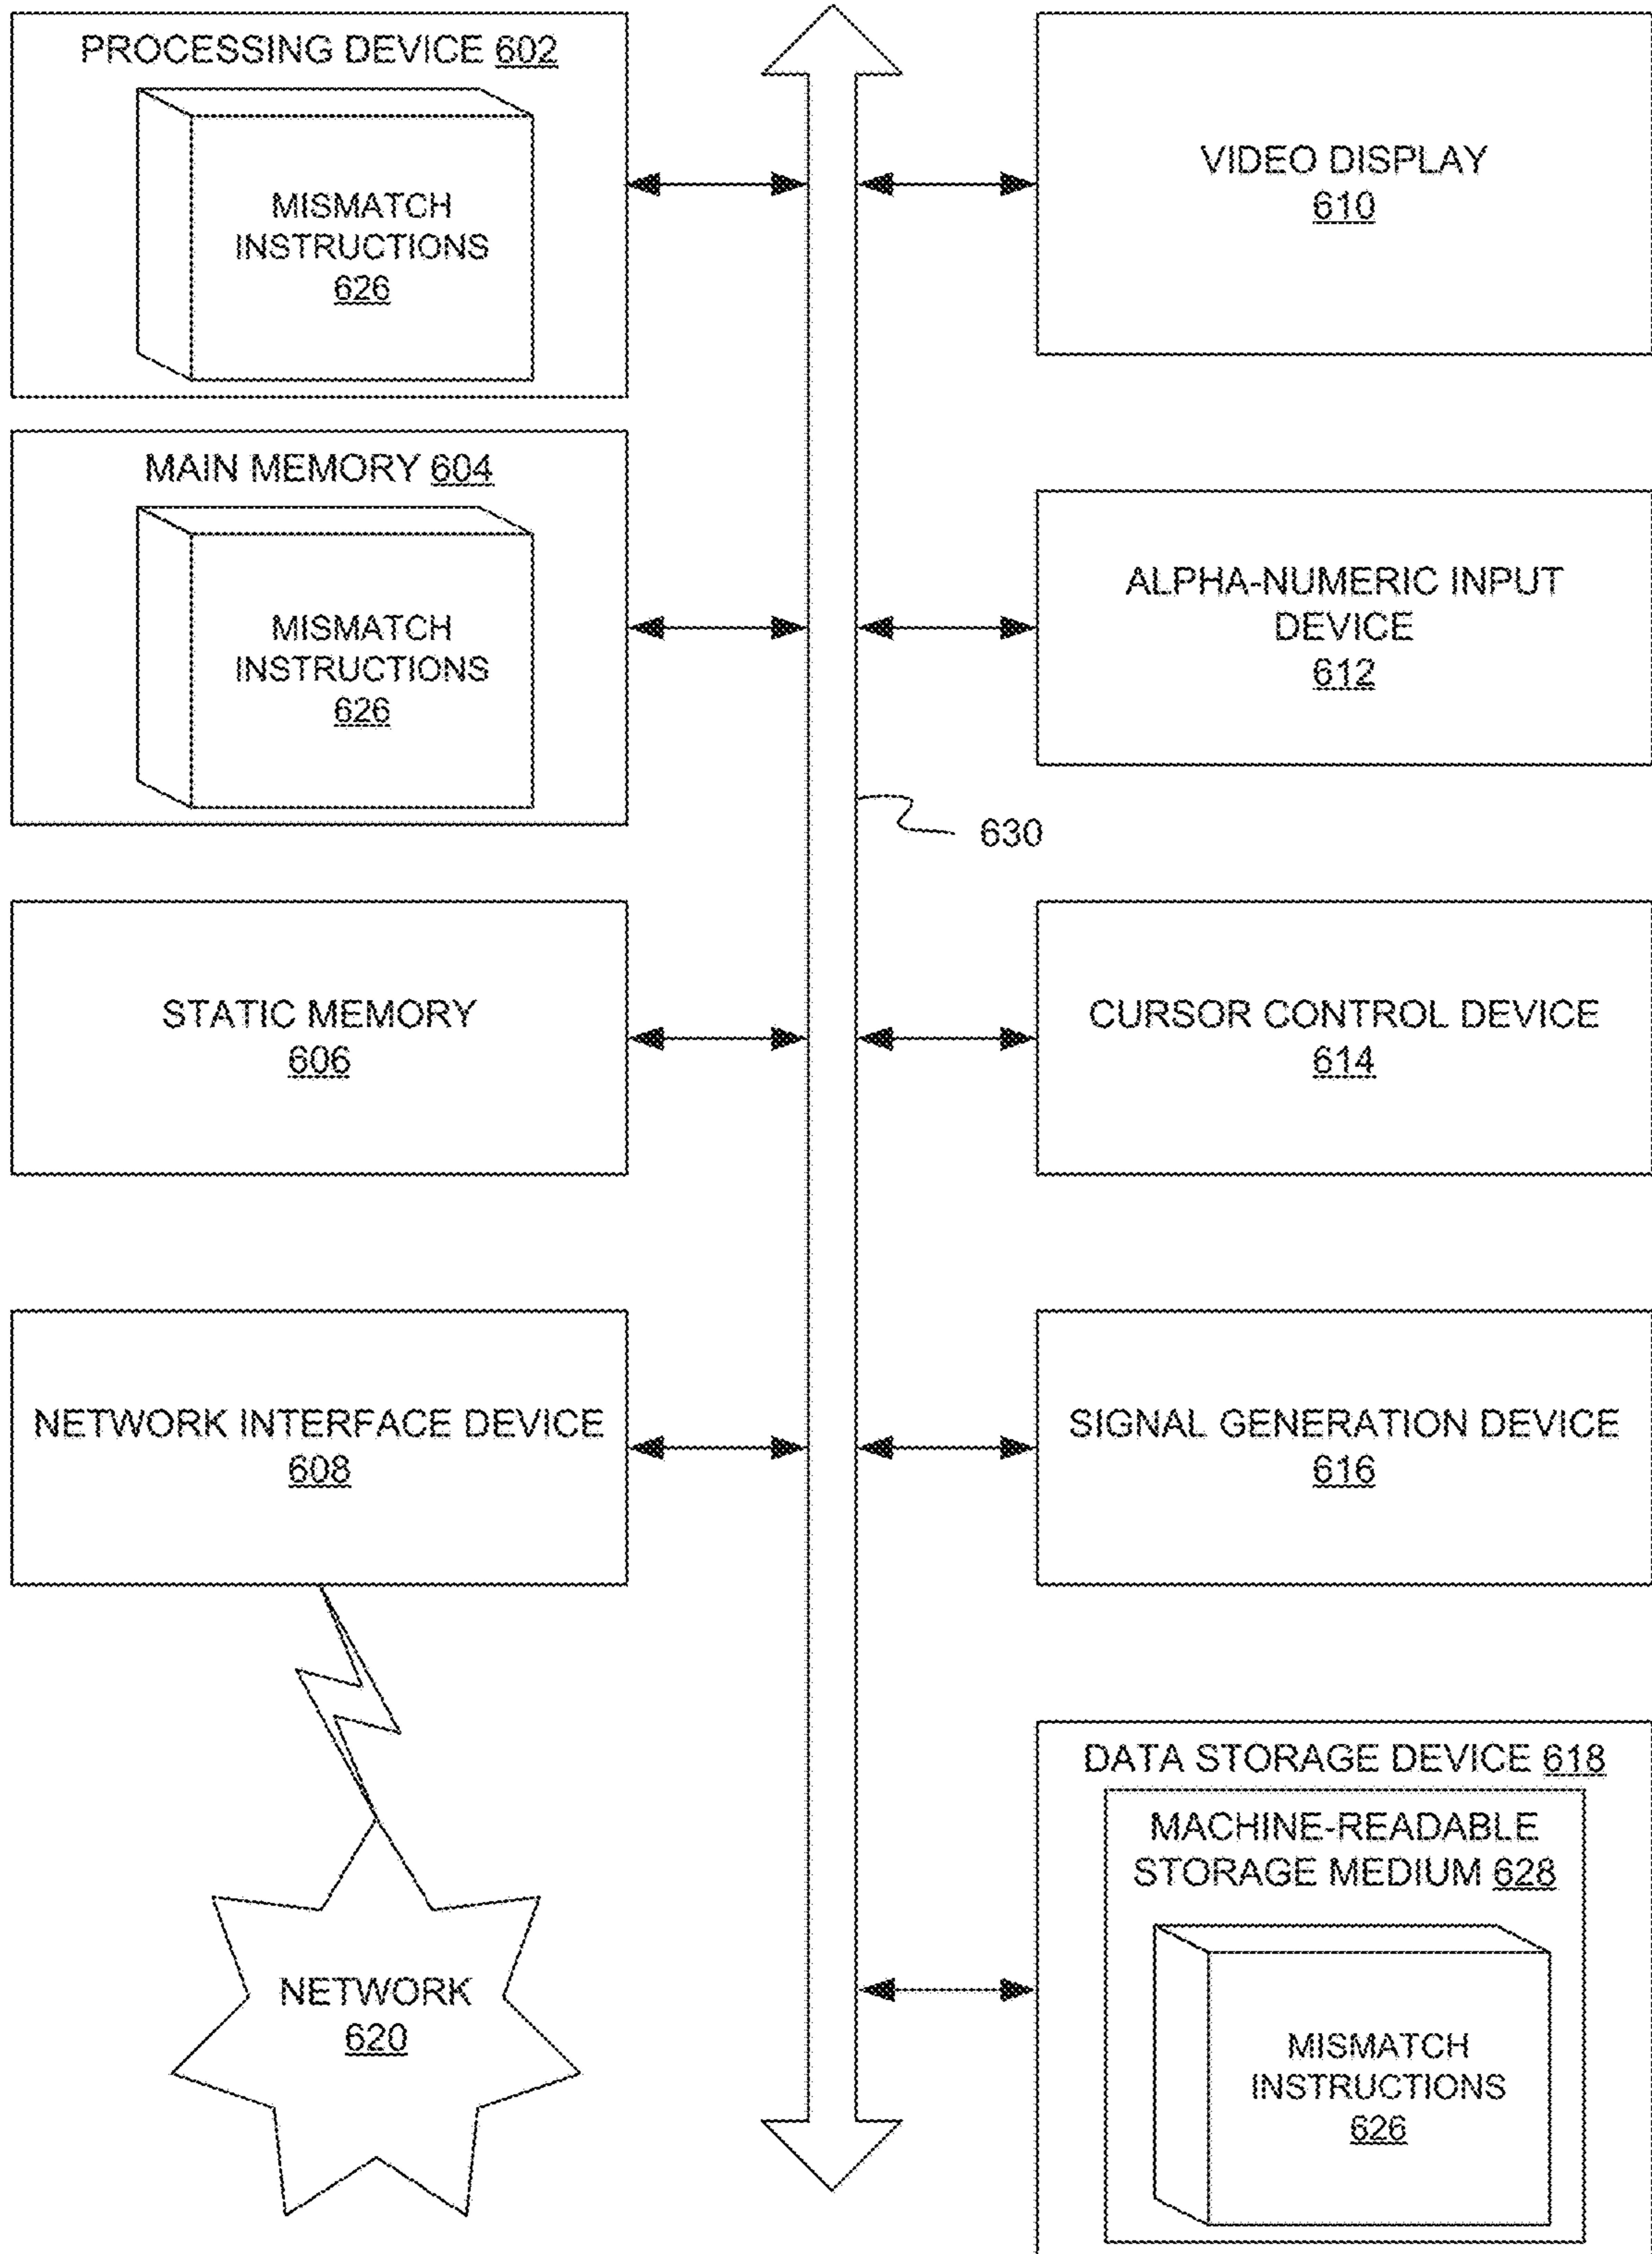 PROCESSING DEVICE 602
MISMATCH
INSTRUCTIONS
626
MAIN MEMORY 604
MISMATCH
INSTRUCTIONS
626
STATIC MEMORY
606
NETWORK INTERFACE DEVICE
608
NETWORK
620
630
VIDEO DISPLAY
610
ALPHA-NUMERIC INPUT
DEVICE
612
CURSOR CONTROL DEVICE
614
SIGNAL GENERATION DEVICE
616
DATA STORAGE DEVICE 618
MACHINE-READABLE
STORAGE MEDIUM 628
MISMATCH
INSTRUCTIONS
626